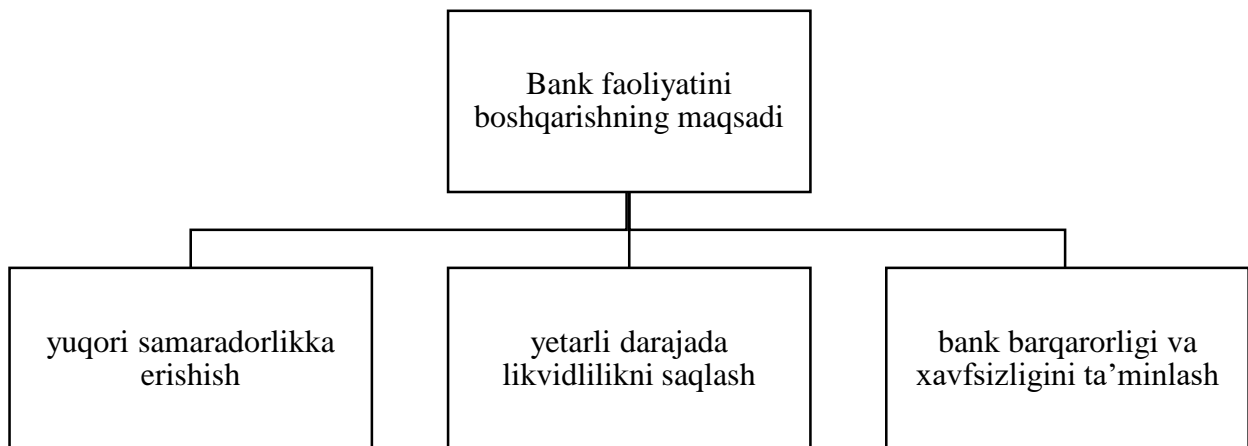 Bank faoliyatini
boshqarishning maqsadi
yuqori samaradorlikka
erishish
yetarli darajada
likvidlilikni saqlash
bank barqarorligi va
xavfsizligini ta’minlash